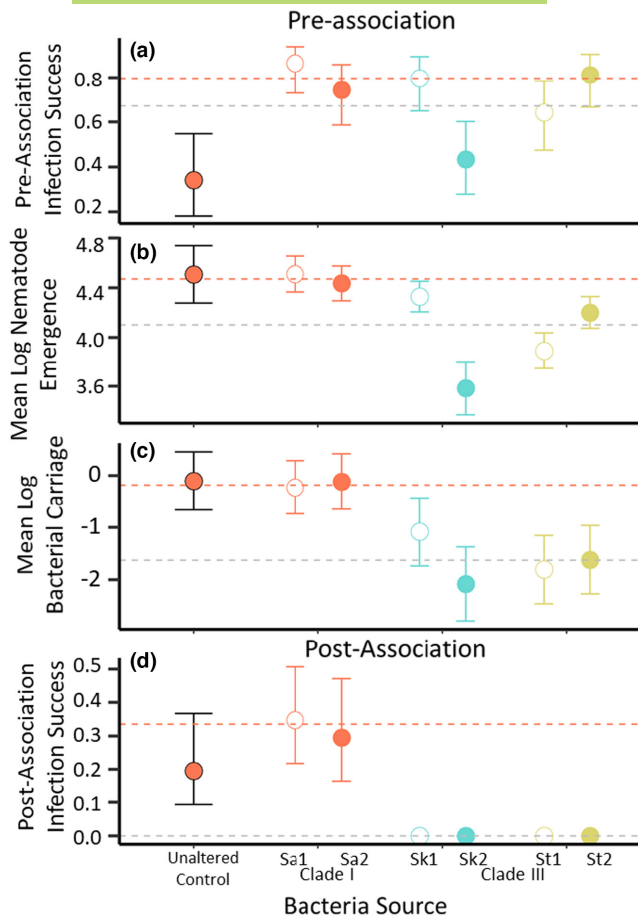 Pre-association
(a)
Pre-Association
Infection Success
0.8
0.6
0.4
0.2
(b)
Mean Log Nematode
Emergence
4.8
4.4
4.0
3.6
(c)
Mean Log
Bacterial Carriage
0
-1
-2
Post-Association
(d)
Post-Association
Infection Success
0.5
0.4
0.3
0.2
0.1
0.0
Unaltered Sa1 Sa2 Sk1 Sk2 St1 St2
Control Clade I Clade III
Bacteria Source